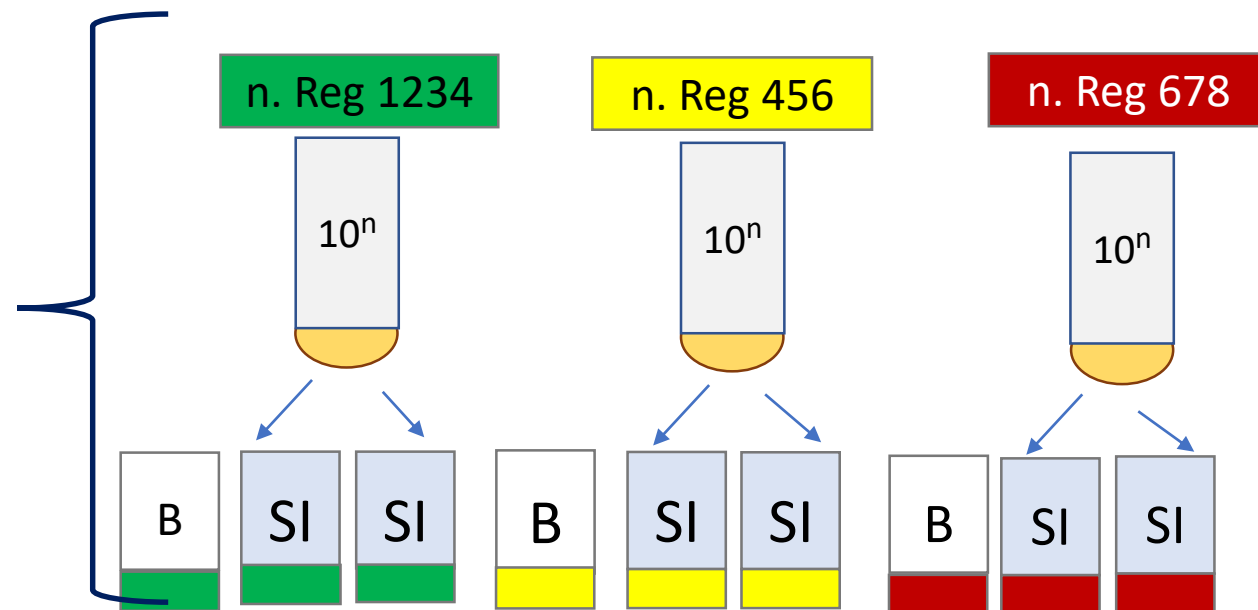 n. Reg 1234
n. Reg 456
n. Reg 678
10ⁿ
10ⁿ
10ⁿ
B
SI
SI
B
SI
SI
B
SI
SI